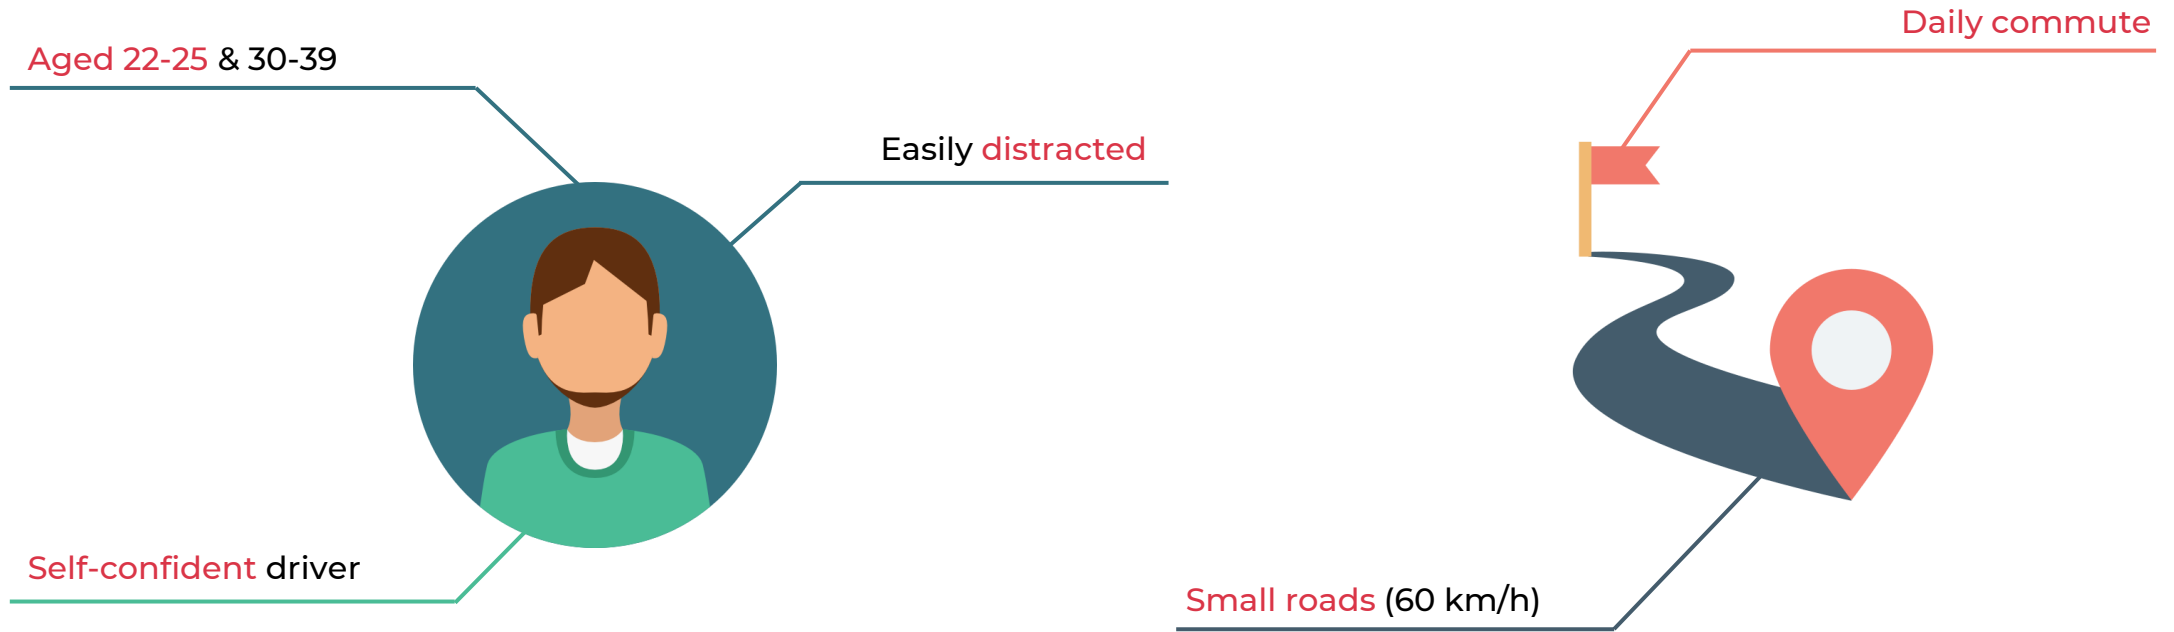 Aged 22-25 & 30-39
Easily distracted
Self-confident driver
Daily commute
Small roads (60 km/h)